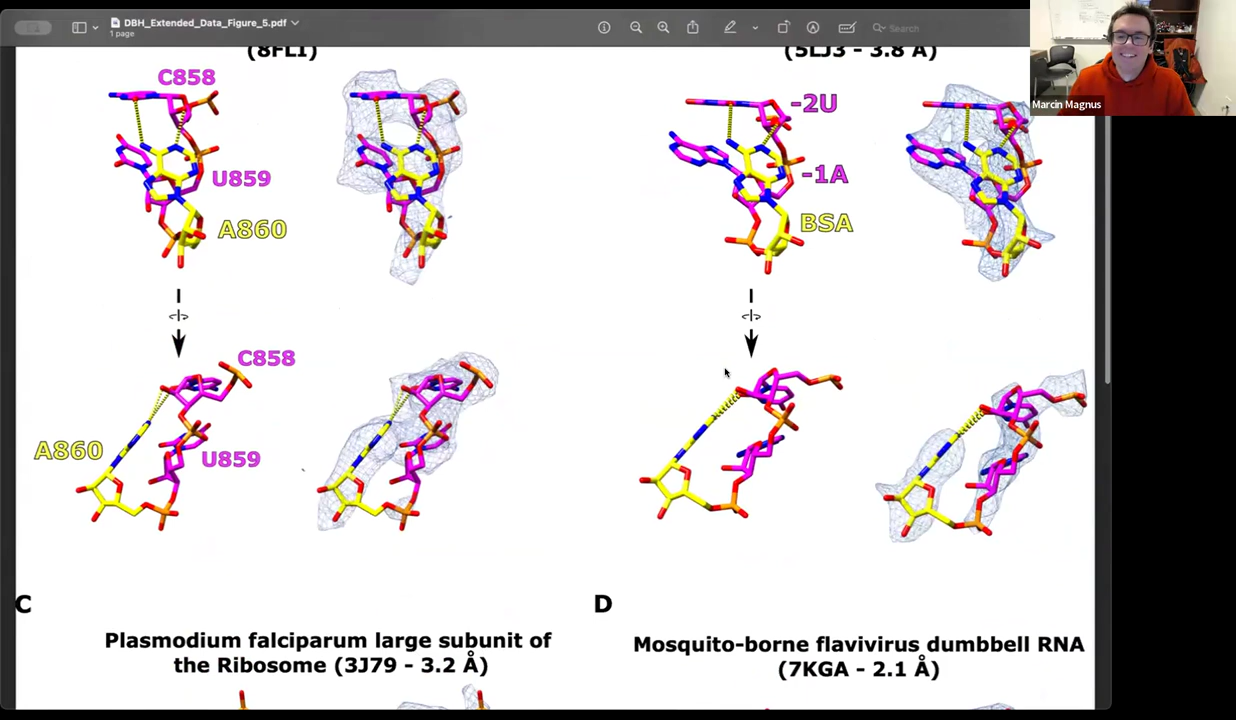 DBH_Extended_Data_Figure_5.pdf
1 page
Search
(8FLI)
(5LJ3 - 3.8 Å)
C858
U859
A860
-2U
-1A
BSA
C858
A860
U859
C
D
Plasmodium falciparum large subunit of
the Ribosome (3J79 - 3.2 Å)
Mosquito-borne flavivirus dumbbell RNA
(7KGA - 2.1 Å)
Marcin Magnus